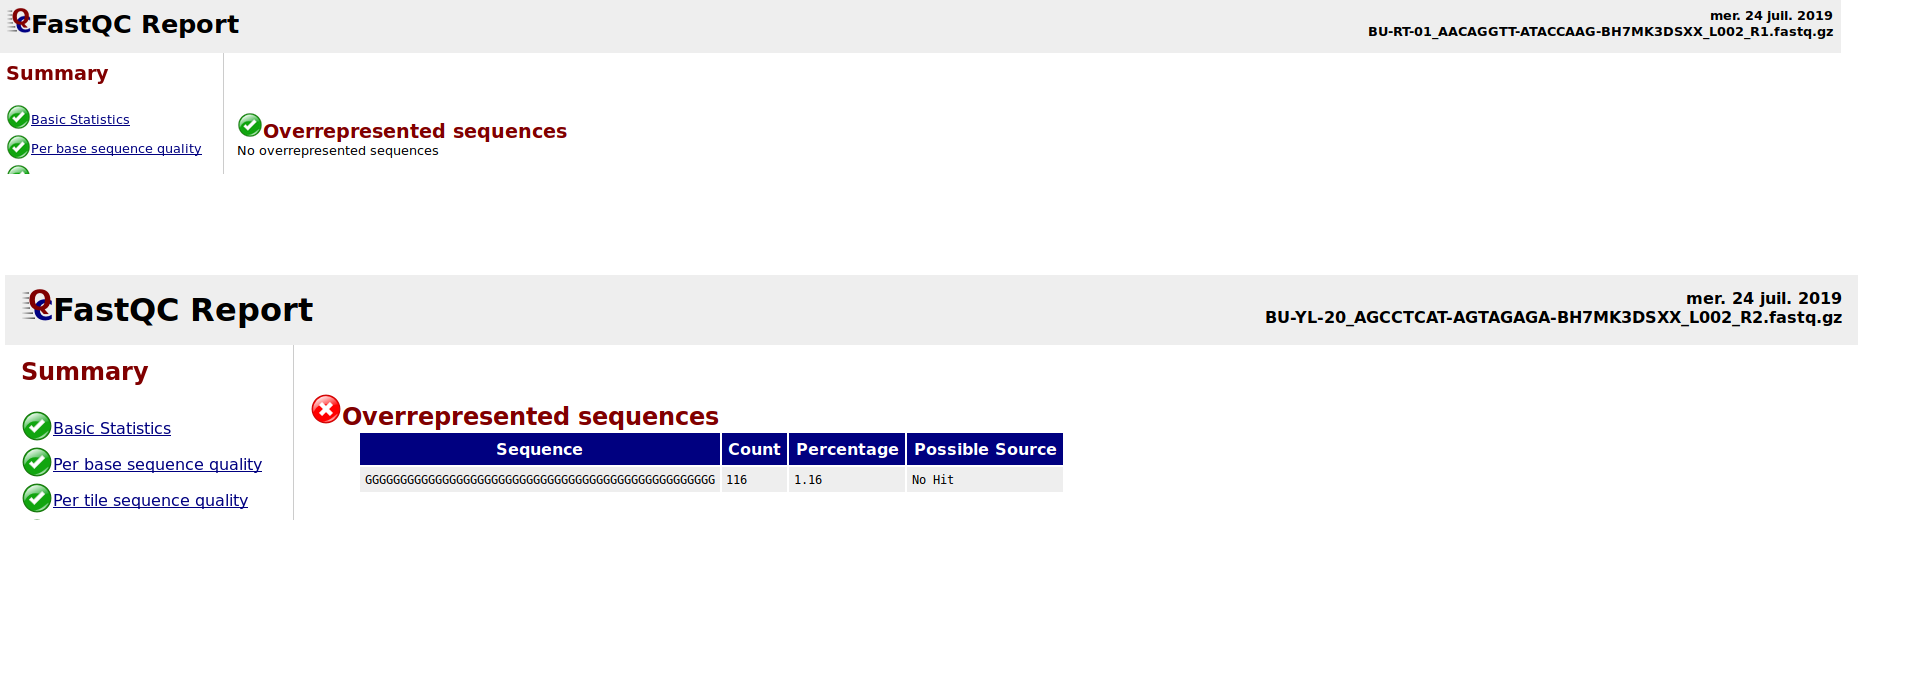 FastQC Report
mer. 24 juil. 2019
BU-RT-01_AACAGGTT-ATACCAAG-BH7MK3DSXX_L002_R1.fastq.gz
Summary
Basic Statistics
Per base sequence quality
Overrepresented sequences
No overrepresented sequences
FastQC Report
mer. 24 juil. 2019
BU-YL-20_AGCCTCAT-AGTAGAGA-BH7MK3DSXX_L002_R2.fastq.gz
Summary
Basic Statistics
Per base sequence quality
Per tile sequence quality
Overrepresented sequences
Sequence Count Percentage Possible Source
GGGGGGGGGGGGGGGGGGGGGGGGGGGGGGGGGGGGGGGGGGGGGGGGGG 116 1.16 No Hit